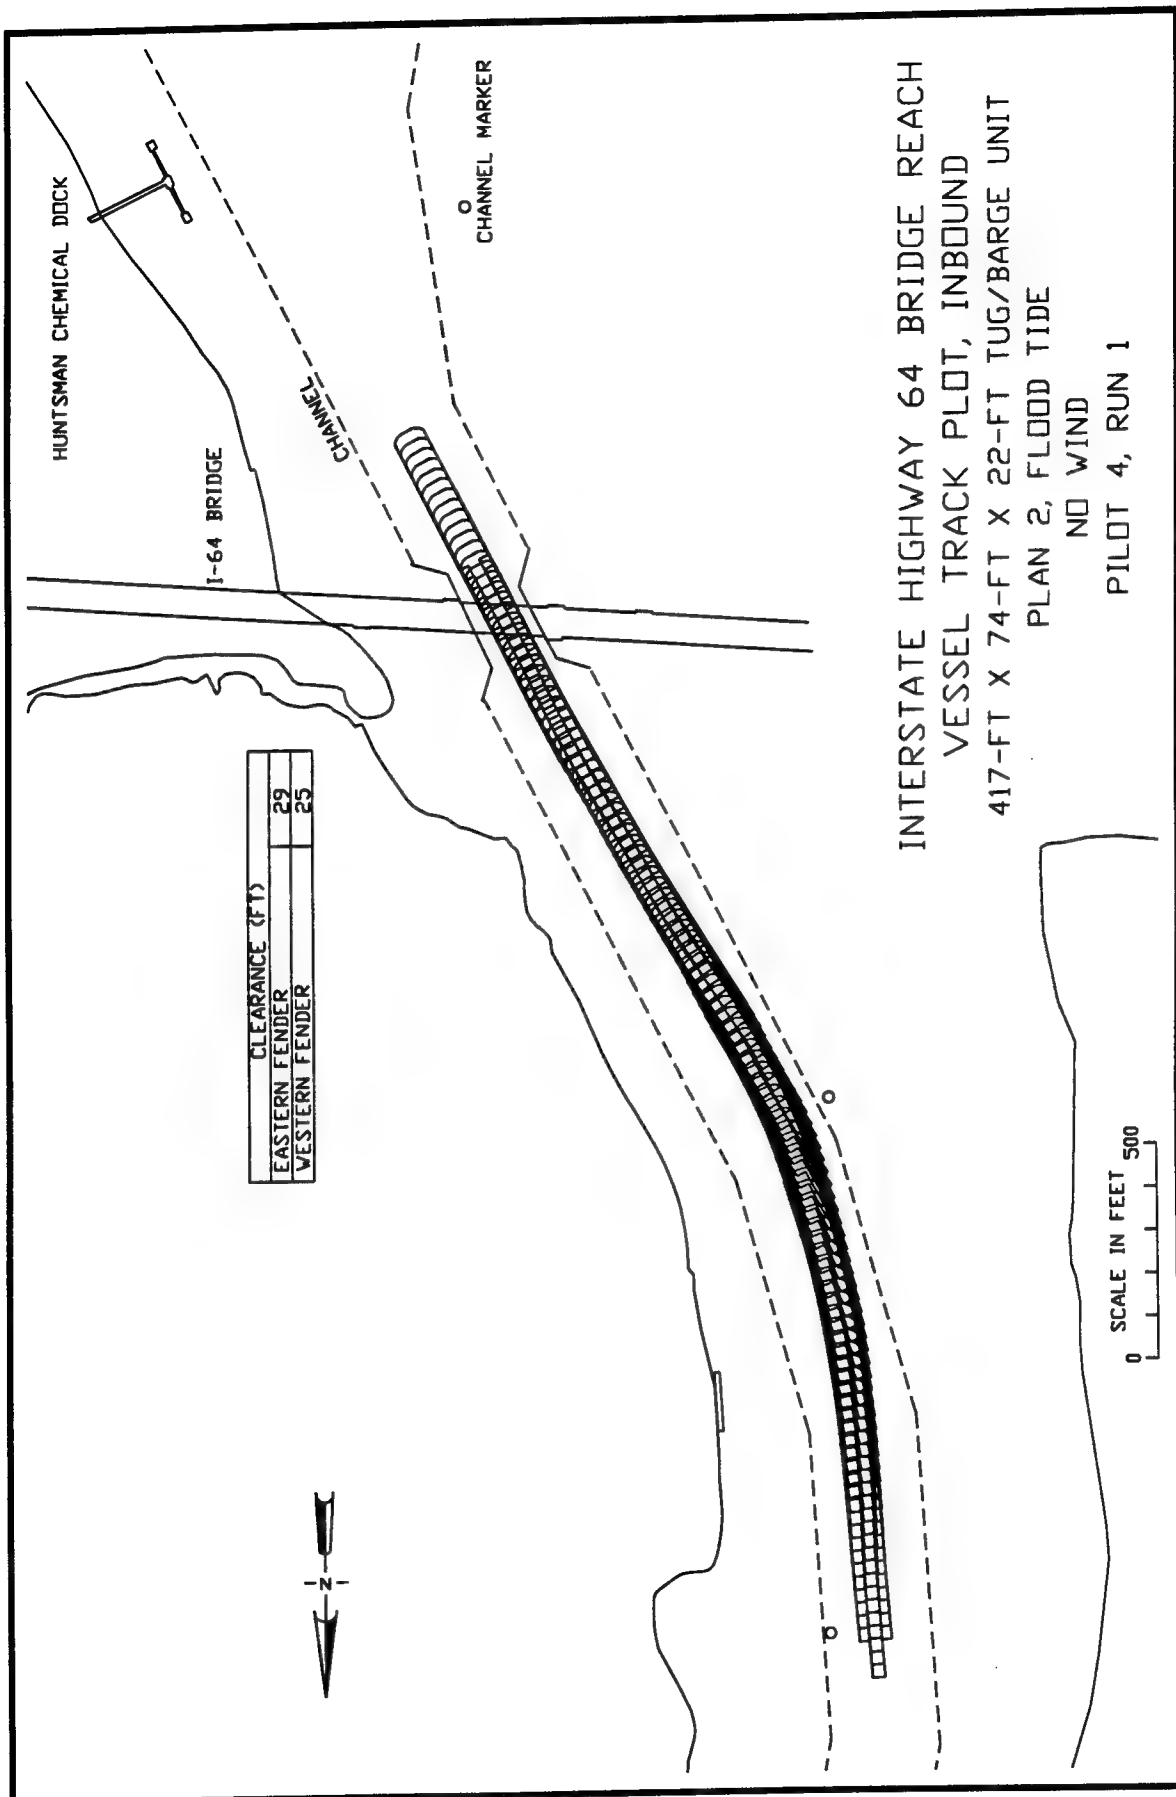 HUNTSMAN CHEMICAL DOCK
CHANNEL MARKER
I-64 BRIDGE
CHANNEL
CLEARANCE (FT)
EASTERN FENDER 29
WESTERN FENDER 25
N
INTERSTATE HIGHWAY 64 BRIDGE REACH
VESSEL TRACK PLOT, INBOUND
417-FT X 74-FT X 22-FT TUG/BARGE UNIT
PLAN 2, FLOOD TIDE
NO WIND
PILOT 4, RUN 1
SCALE IN FEET
0 500